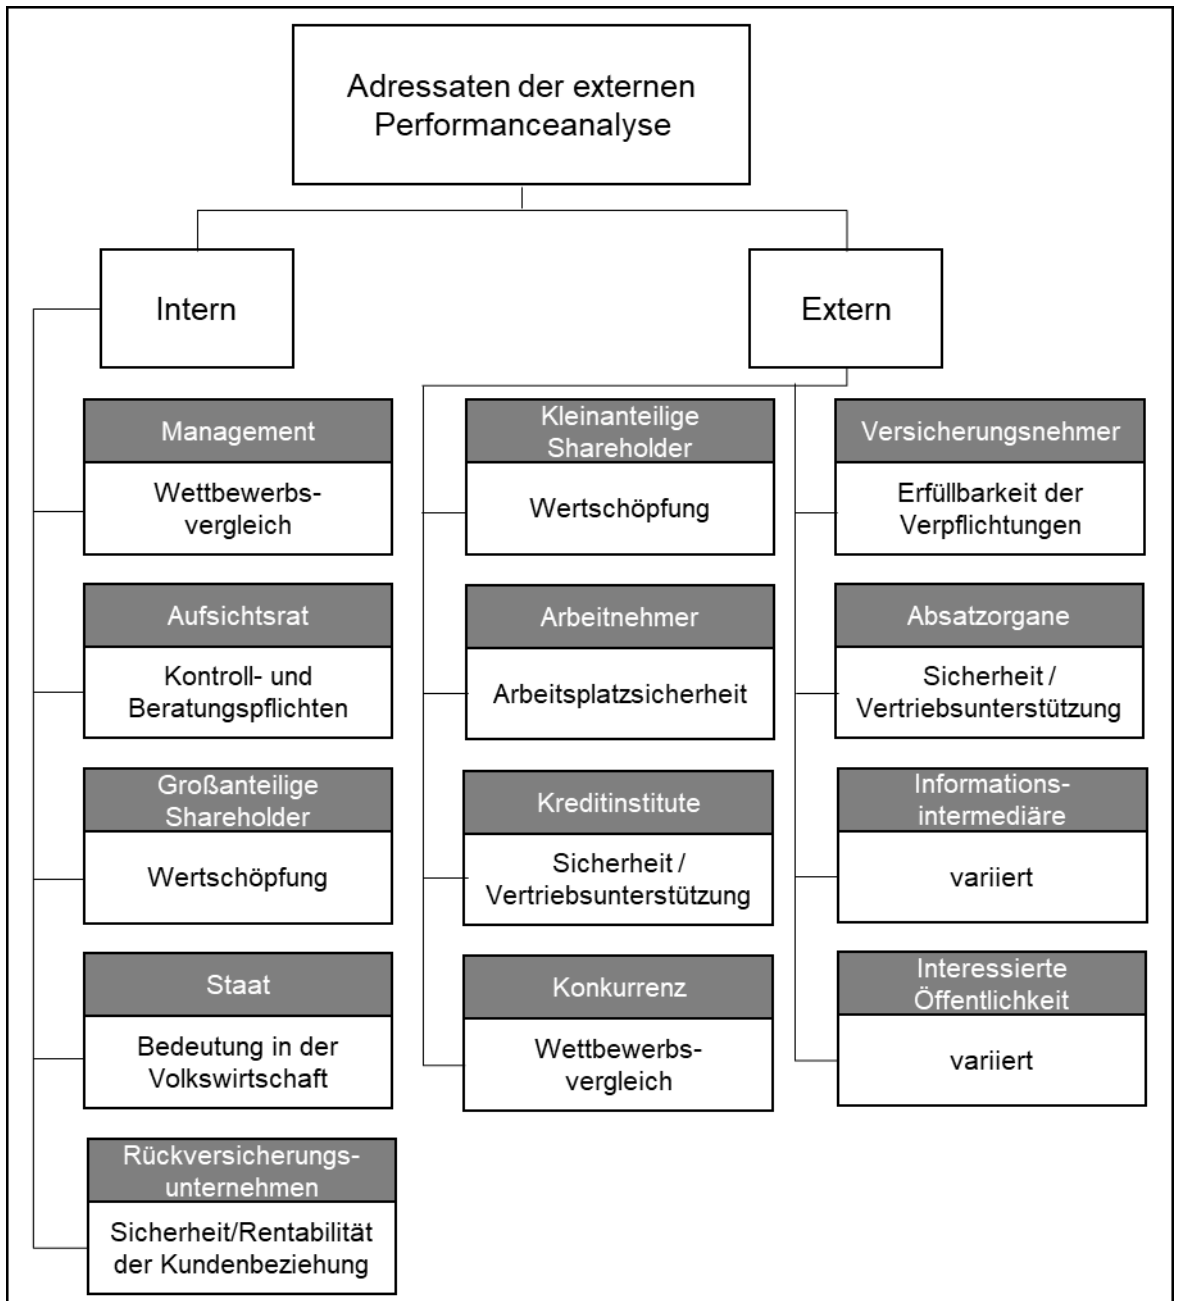 Adressaten der externen
Performanceanalyse
Intern
Extern
Management
Wettbewerbs-
vergleich
Aufsichtsrat
Kontroll- und
Beratungspflichten
Großanteilige
Shareholder
Wertschöpfung
Staat
Bedeutung in der
Volkswirtschaft
Rückversicherungs-
unternehmen
Sicherheit/Rentabilität
der Kundenbeziehung
Kleinanteilige
Shareholder
Wertschöpfung
Arbeitnehmer
Arbeitsplatzsicherheit
Kreditinstitute
Sicherheit /
Vertriebsunterstützung
Konkurrenz
Wettbewerbs-
vergleich
Versicherungsnehmer
Erfüllbarkeit der
Verpflichtungen
Absatzorgane
Sicherheit /
Vertriebsunterstützung
Informations-
intermediäre
variiert
Interessierte
Öffentlichkeit
variiert